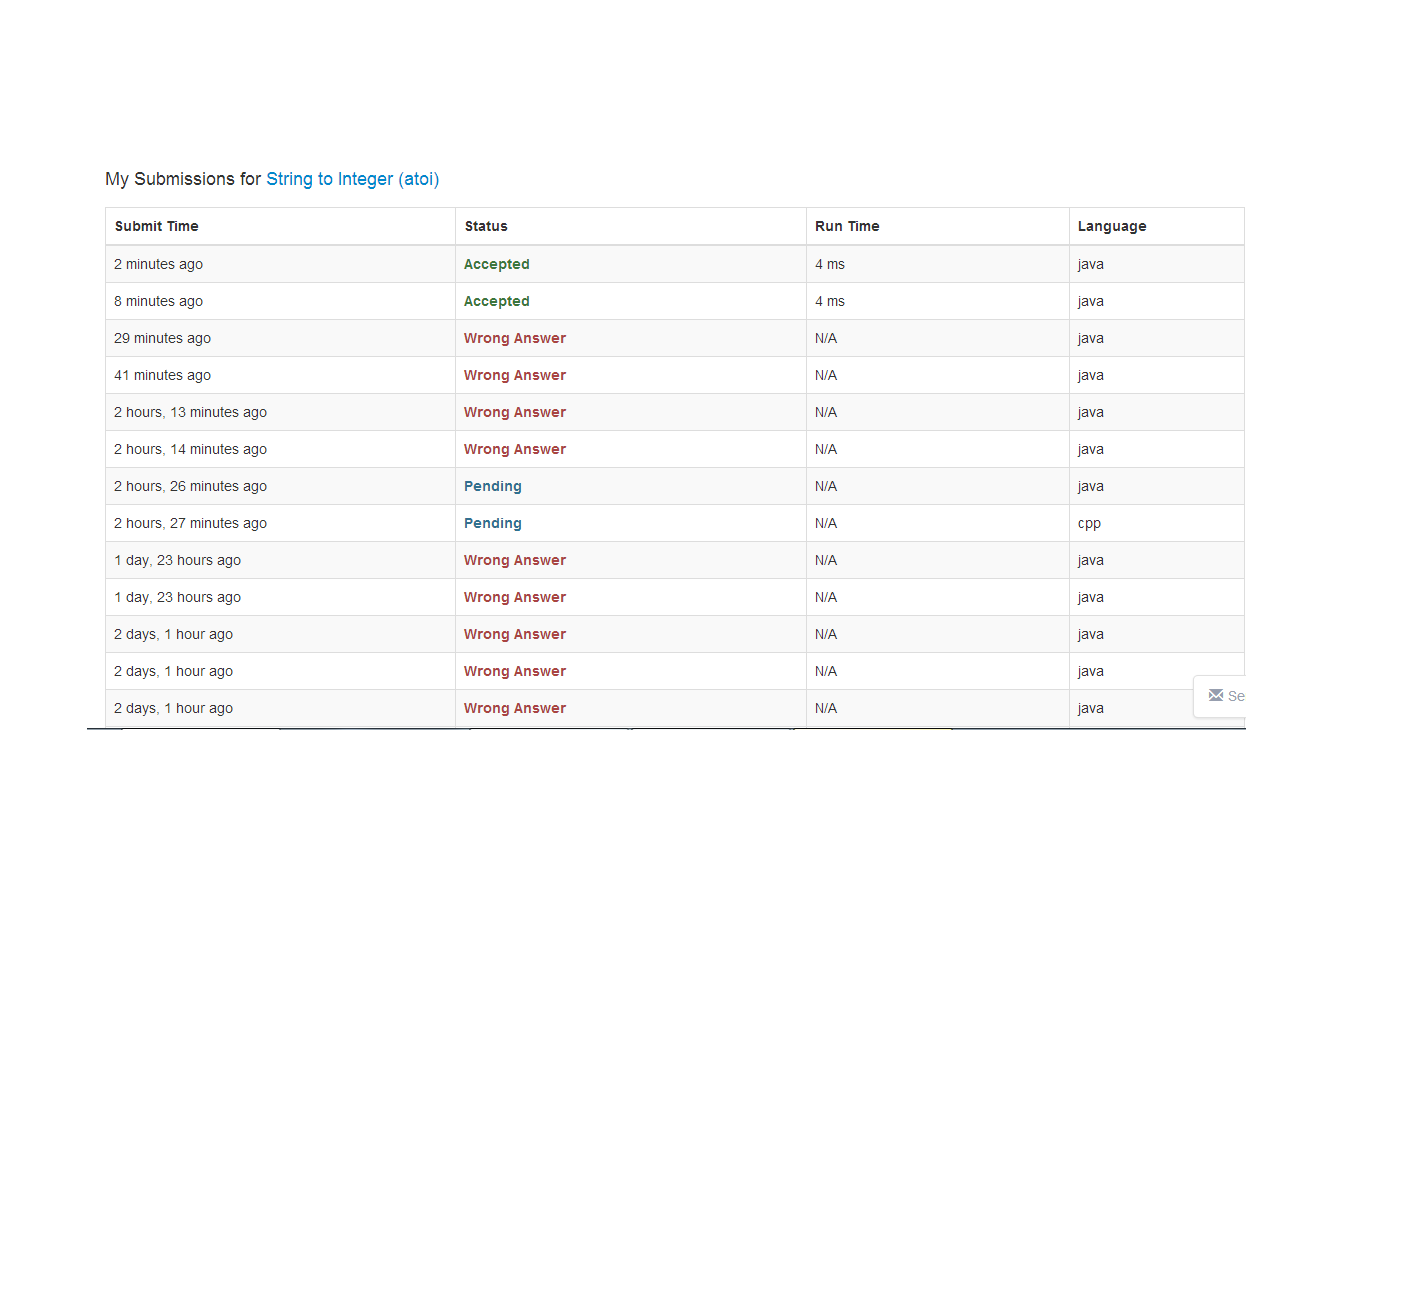 My Submissions for String to Integer (atoi)
Submit Time Status Run Time Language
2 minutes ago Accepted 4 ms java
8 minutes ago Accepted 4 ms java
29 minutes ago Wrong Answer N/A java
41 minutes ago Wrong Answer N/A java
2 hours, 13 minutes ago Wrong Answer N/A java
2 hours, 14 minutes ago Wrong Answer N/A java
2 hours, 26 minutes ago Pending N/A java
2 hours, 27 minutes ago Pending N/A cpp
1 day, 23 hours ago Wrong Answer N/A java
1 day, 23 hours ago Wrong Answer N/A java
2 days, 1 hour ago Wrong Answer N/A java
2 days, 1 hour ago Wrong Answer N/A java
Se
2 days, 1 hour ago Wrong Answer N/A java